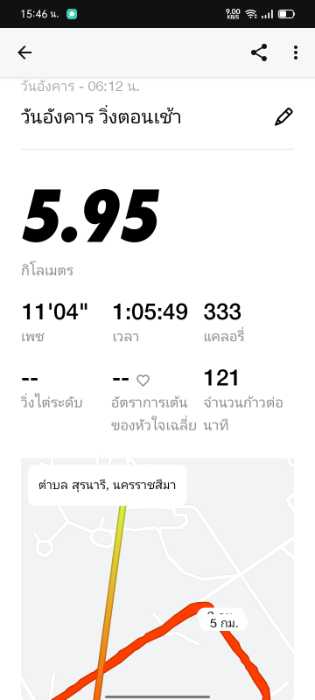 15:46 น.
9.00 KB/S
วันอังคาร - 06:12 น.
วันอังคาร วิ่งตอนเช้า
5.95
กิโลเมตร
11'04" 1:05:49 333
เพซ เวลา แคลอรี่
-- -- 121
วิ่งไต่ระดับ อัตราการเต้นของหัวใจเฉลี่ย จำนวนก้าวต่อนาที
ตำบล สุรนารี, นครราชสีมา
5 กม.